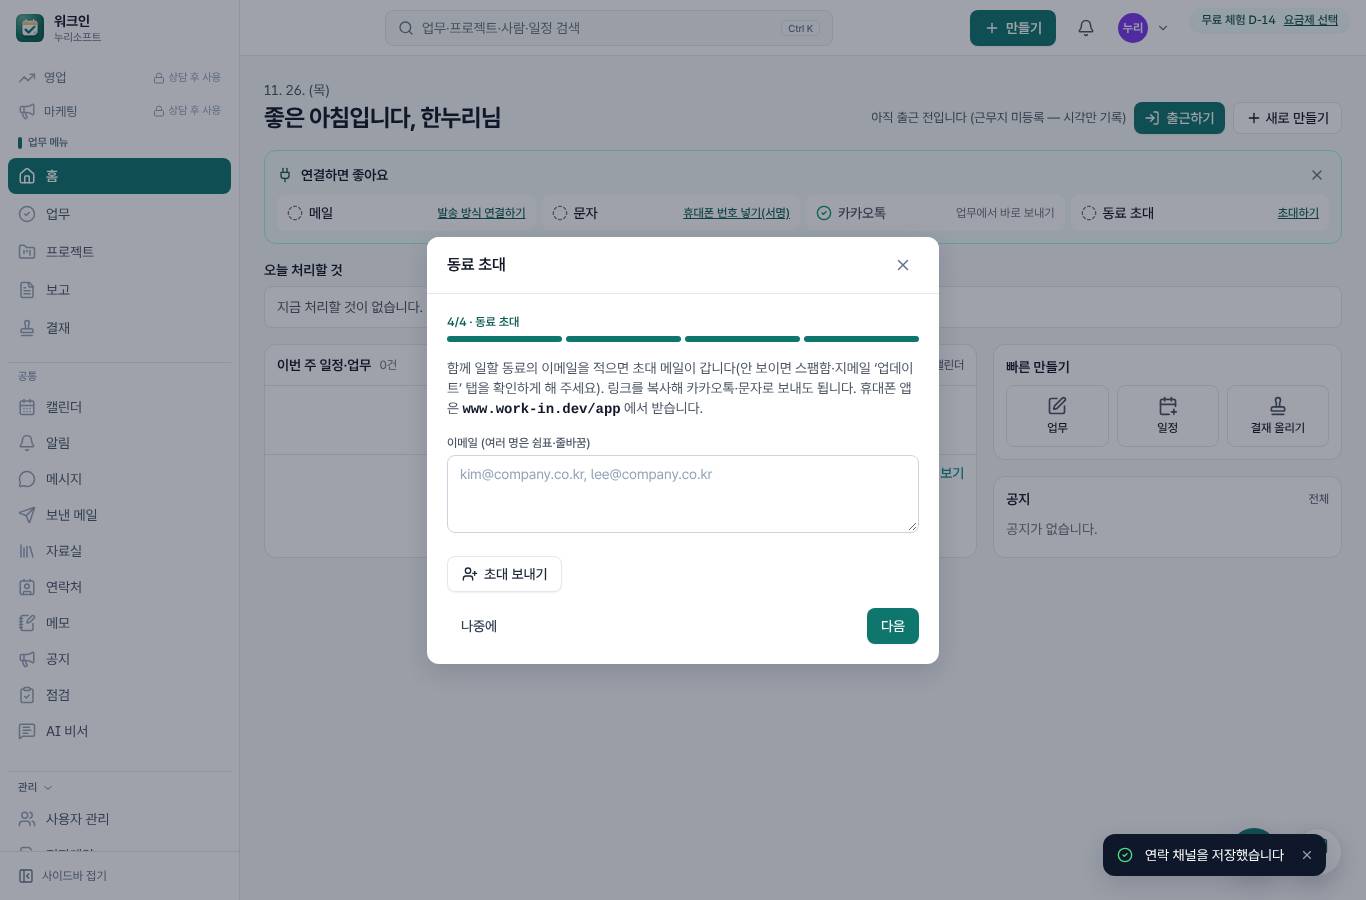 워크인
누리소프트
업무·프로젝트·사람·일정 검색
Ctrl K
만들기
누리
무료 체험 D-14 요금제 선택
영업
상담 후 사용
마케팅
상담 후 사용
업무 메뉴
홈
업무
프로젝트
보고
결재
공통
캘린더
알림
메시지
보낸 메일
자료실
연락처
메모
공지
점검
AI 비서
관리
사용자 관리
사이드바 접기
11. 26. (목)
좋은 아침입니다, 한누리님
아직 출근 전입니다 (근무지 미등록 — 시각만 기록)
출근하기
새로 만들기
연결하면 좋아요
메일
발송 방식 연결하기
문자
휴대폰 번호 넣기(서명)
카카오톡
업무에서 바로 보내기
동료 초대
초대하기
오늘 처리할 것
지금 처리할 것이 없습니다.
이번 주 일정·업무 0건
캘린더
보기
빠른 만들기
업무
일정
결재 올리기
공지
전체
공지가 없습니다.
동료 초대
4/4 · 동료 초대
함께 일할 동료의 이메일을 적으면 초대 메일이 갑니다(안 보이면 스팸함·지메일 '업데이
트' 탭을 확인하게 해 주세요). 링크를 복사해 카카오톡·문자로 보내도 됩니다. 휴대폰 앱
은 www.work-in.dev/app 에서 받습니다.
이메일 (여러 명은 쉼표·줄바꿈)
kim@company.co.kr, lee@company.co.kr
초대 보내기
나중에
다음
연락 채널을 저장했습니다